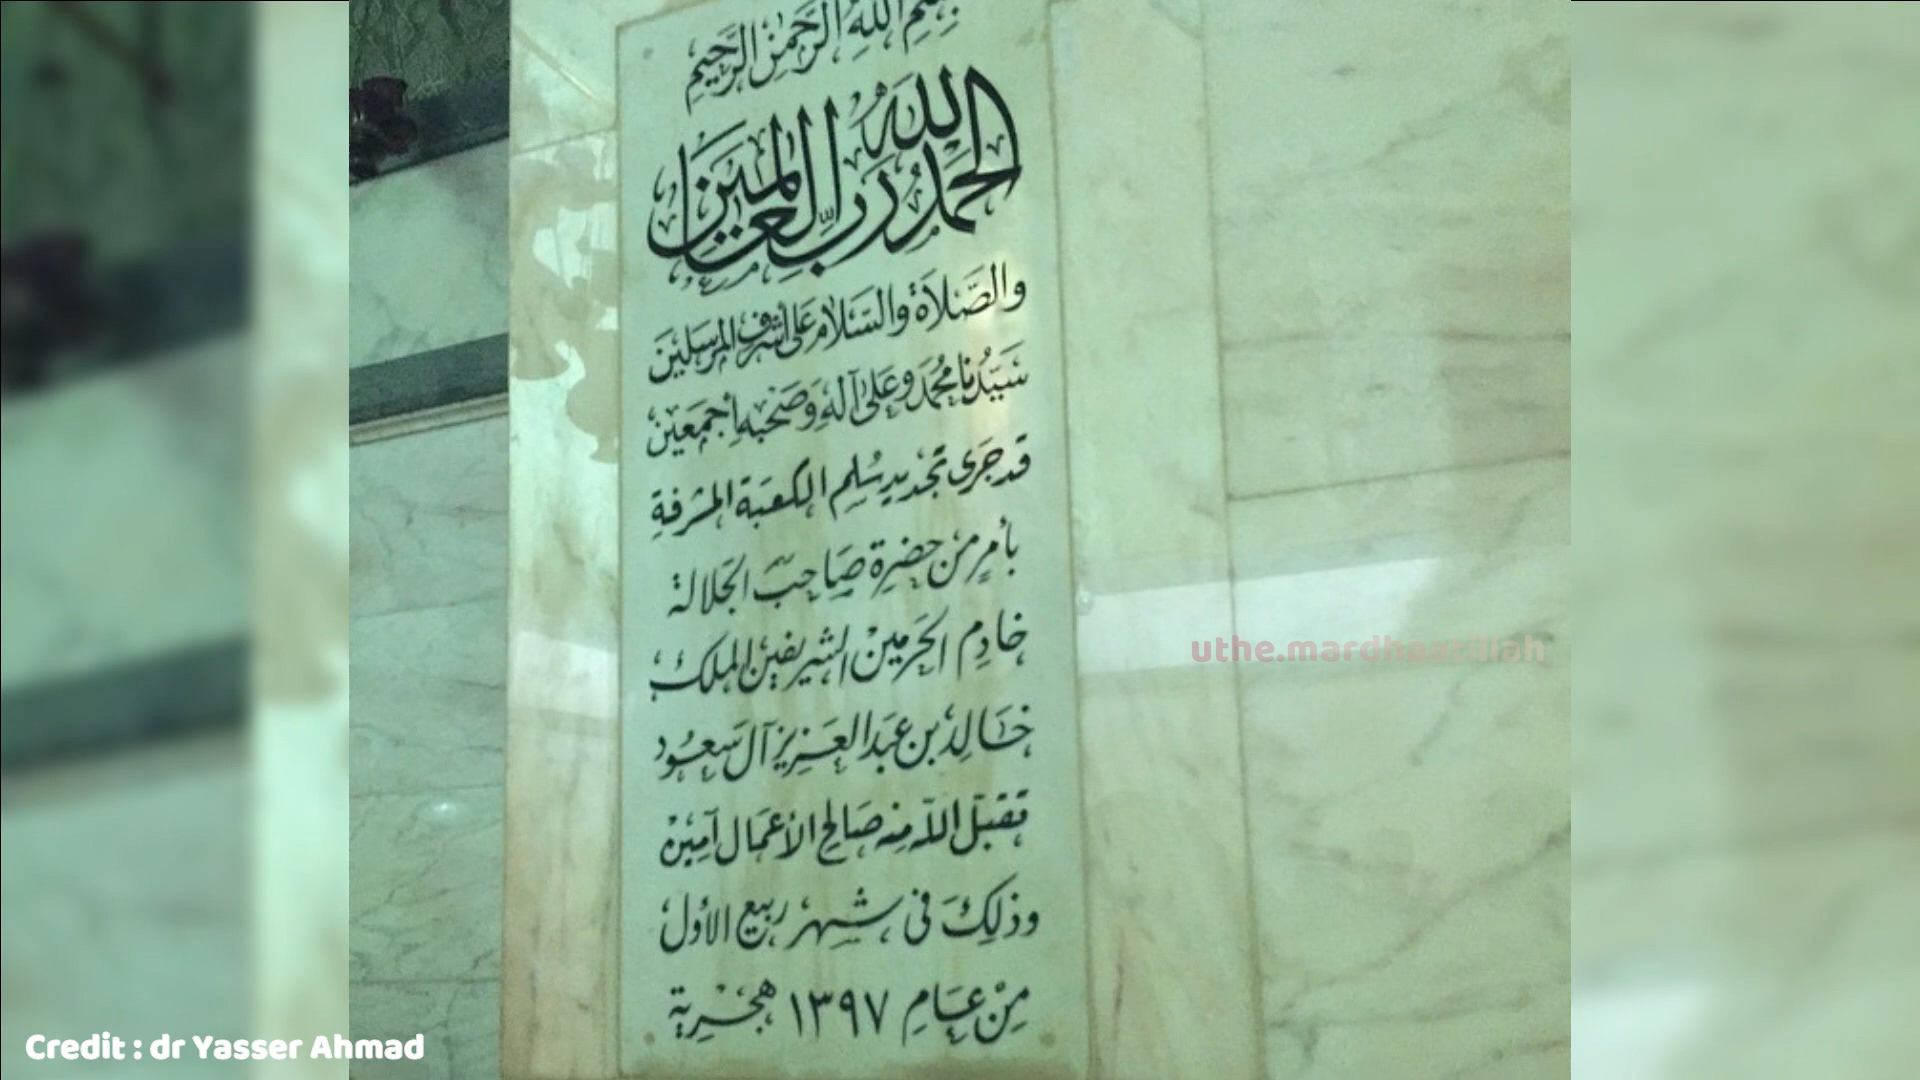 بسم الله الرحمن الرحيم
الحمد لله رب العالمين
والصلاة والسلام على أشرف المرسلين
سيدنا محمد وعلى آله وصحبه أجمعين
قد جرى تجديد سلم الكعبة المشرفة
بأمر من حضرة صاحب الجلالة
خادم الحرمين الشريفين الملك
خالد بن عبد العزيز آل سعود
تقبل الله منه صالح الأعمال آمين
وذلك في شهر ربيع الأول
من عام ١٣٩٧ هجرية
uthe.mardhaatillah
Credit : dr Yasser Ahmad